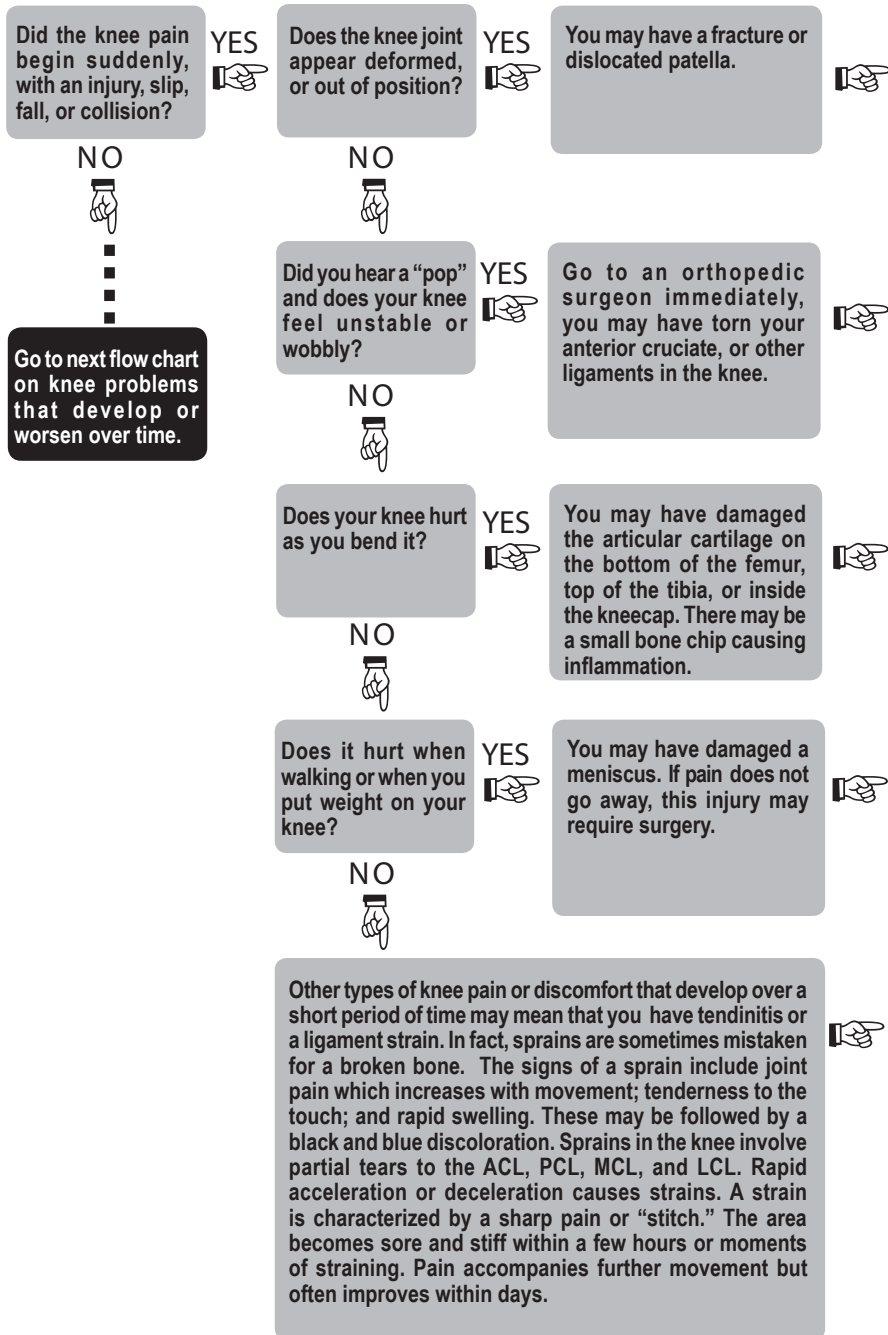 Did the knee pain
begin suddenly,
with an injury, slip,
fall, or collision?
YES
Does the knee joint
appear deformed,
or out of position?
YES
You may have a fracture or
dislocated patella.
NO
NO
Did you hear a “pop”
and does your knee
feel unstable or
wobbly?
YES
Go to an orthopedic
surgeon immediately,
you may have torn your
anterior cruciate, or other
ligaments in the knee.
Go to next flow chart
on knee problems
that develop or
worsen over time.
NO
Does your knee hurt
as you bend it?
YES
You may have damaged
the articular cartilage on
the bottom of the femur,
top of the tibia, or inside
the kneecap. There may be
a small bone chip causing
inflammation.
NO
Does it hurt when
walking or when you
put weight on your
knee?
YES
You may have damaged a
meniscus. If pain does not
go away, this injury may
require surgery.
NO
Other types of knee pain or discomfort that develop over a
short period of time may mean that you have tendinitis or
a ligament strain. In fact, sprains are sometimes mistaken
for a broken bone. The signs of a sprain include joint
pain which increases with movement; tenderness to the
touch; and rapid swelling. These may be followed by a
black and blue discoloration. Sprains in the knee involve
partial tears to the ACL, PCL, MCL, and LCL. Rapid
acceleration or deceleration causes strains. A strain
is characterized by a sharp pain or “stitch.” The area
becomes sore and stiff within a few hours or moments
of straining. Pain accompanies further movement but
often improves within days.